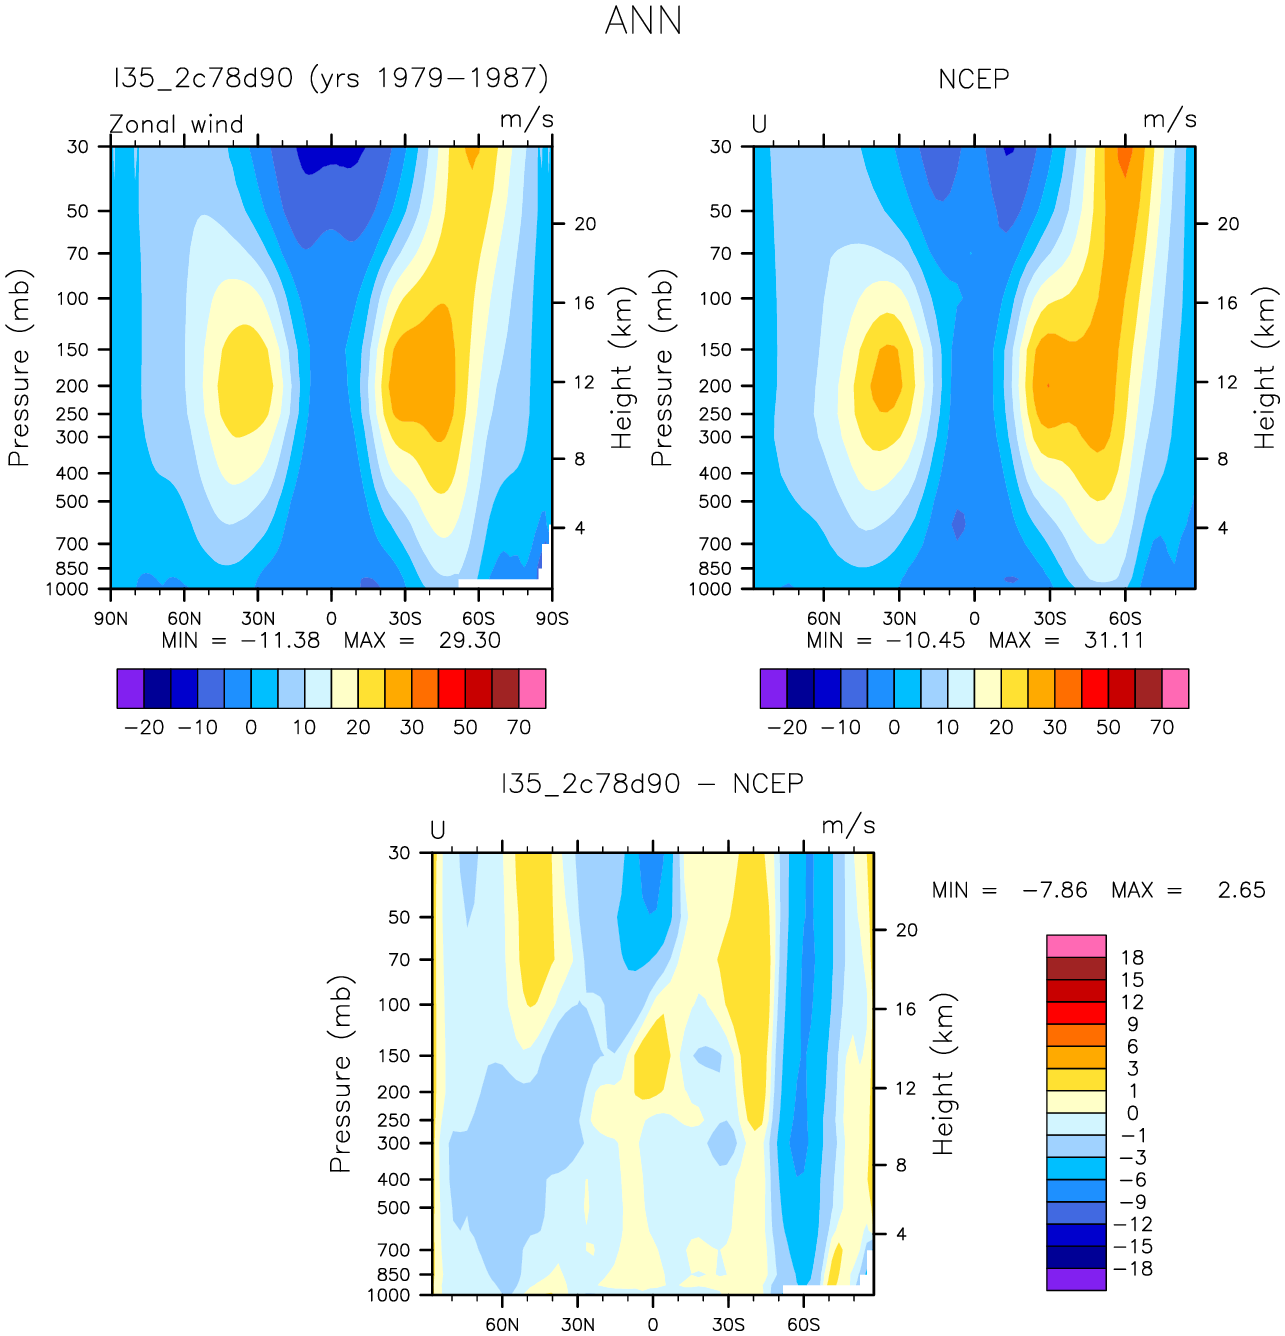 ANN
I35_2c78d90 (yrs 1979−1987)
NCEP
Zonal wind
m/s
U
m/s
30
50
70
100
150
200
250
300
400
500
700
850
1000
Pressure (mb)
20
16
12
8
4
Height (km)
90N 60N 30N 0 30S 60S 90S
MIN = −11.38 MAX = 29.30
−20 −10 0 10 20 30 50 70
30
50
70
100
150
200
250
300
400
500
700
850
1000
Pressure (mb)
20
16
12
8
4
Height (km)
60N 30N 0 30S 60S
MIN = −10.45 MAX = 31.11
−20 −10 0 10 20 30 50 70
I35_2c78d90 − NCEP
U
m/s
30
50
70
100
150
200
250
300
400
500
700
850
1000
Pressure (mb)
20
16
12
8
4
Height (km)
60N 30N 0 30S 60S
MIN = −7.86 MAX = 2.65
18
15
12
9
6
3
1
0
−1
−3
−6
−9
−12
−15
−18